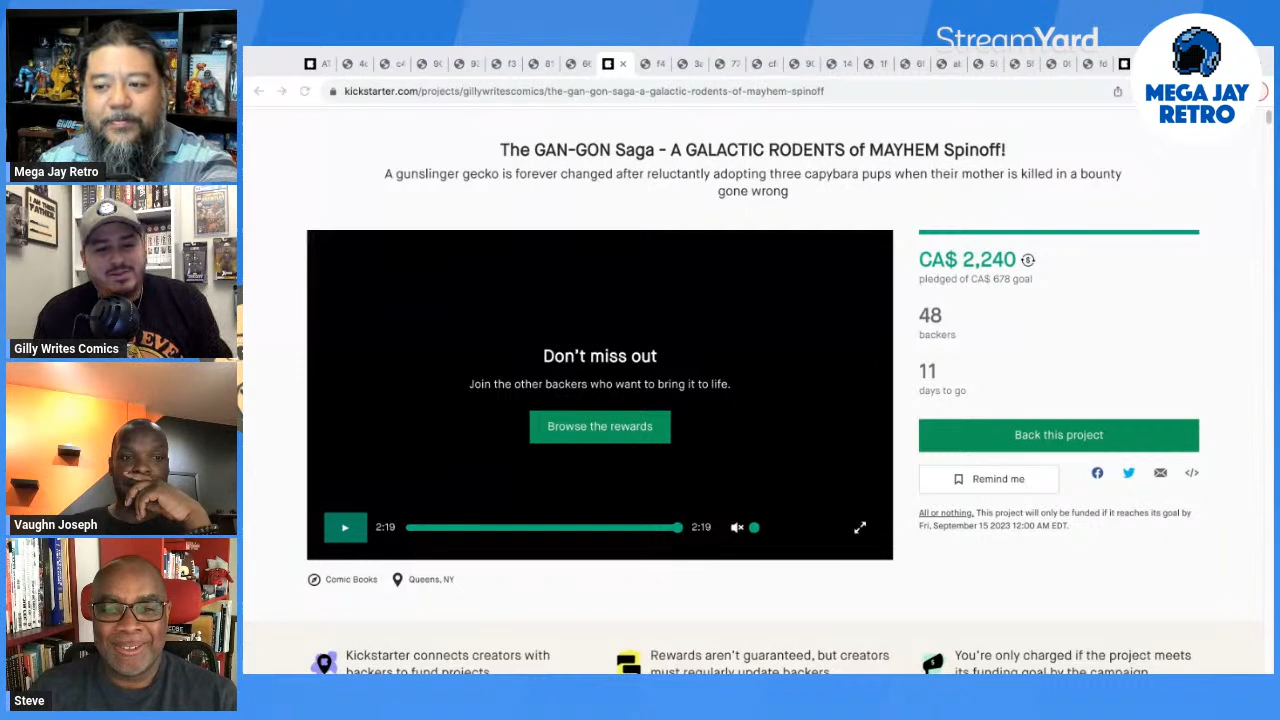 StreamYard
MEGA JAY
RETRO
GI JOE
Mega Jay Retro
I AM THEIR
FATHER.
Gilly Writes Comics
Vaughn Joseph
Steve
kickstarter.com/projects/gillywritescomics/the-gan-gon-saga-a-galactic-rodents-of-mayhem-spinoff
The GAN-GON Saga - A GALACTIC RODENTS of MAYHEM Spinoff!
A gunslinger gecko is forever changed after reluctantly adopting three capybara pups when their mother is killed in a bounty
gone wrong
Don't miss out
Join the other backers who want to bring it to life.
Browse the rewards
2:19
2:19
CA$ 2,240
pledged of CA$ 678 goal
48
backers
11
days to go
Back this project
Remind me
All or nothing. This project will only be funded if it reaches its goal by
Fri, September 15 2023 12:00 AM EDT.
Comic Books
Queens, NY
Kickstarter connects creators with
backers to fund projects.
Rewards aren't guaranteed, but creators
must regularly update backers.
You're only charged if the project meets
its funding goal by the campaign